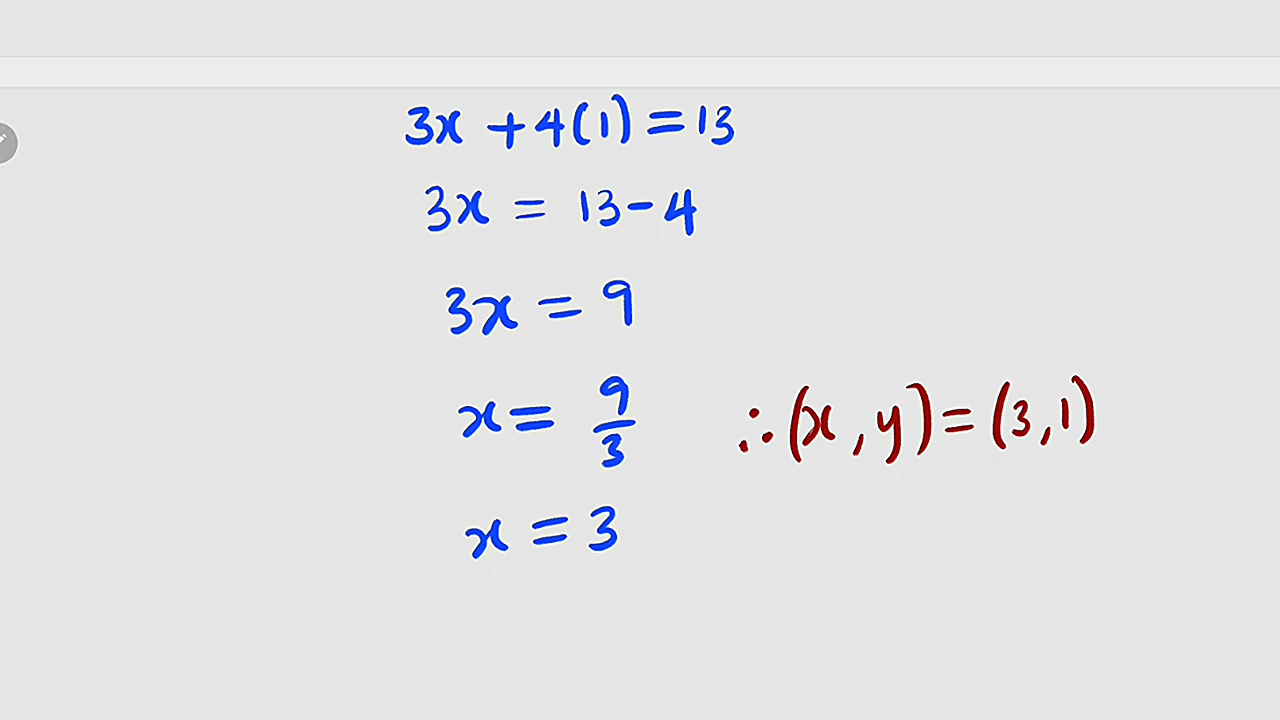 3x + 4(1) = 13
3x = 13 - 4
3x = 9
x = 9/3
∴ (x, y) = (3, 1)
x = 3